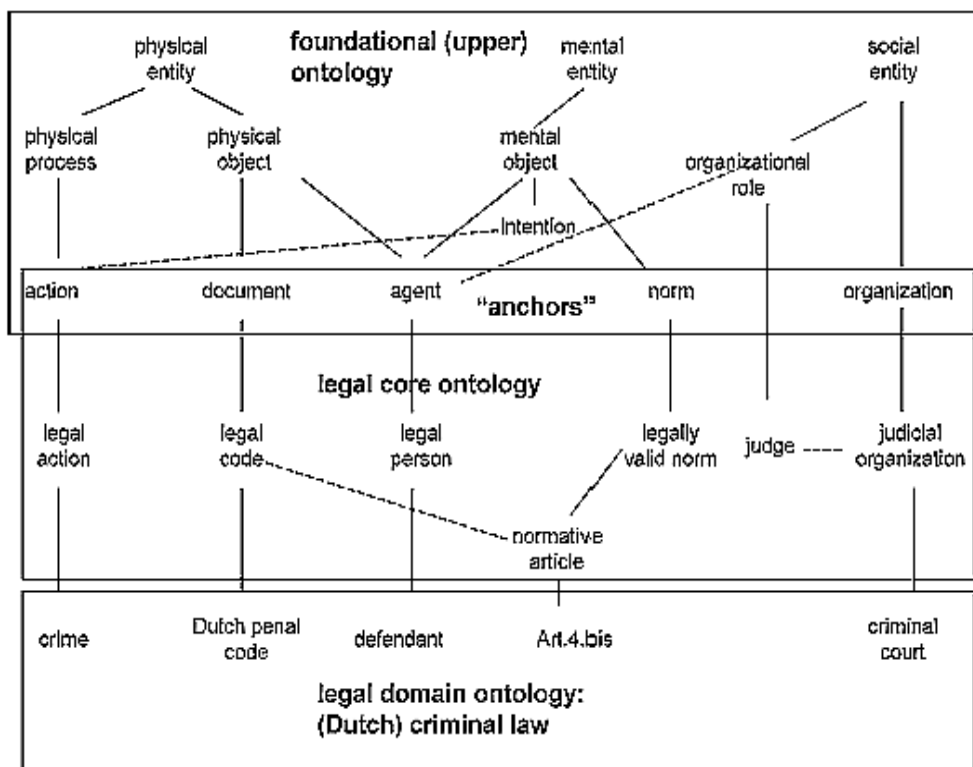 physical
entity
foundational (upper)
ontology
mental
entity
social
entity
physical
process
physical
object
mental
object
organizational
role
intention
action
document
agent
"anchors"
norm
organization
legal core ontology
legal
action
legal
code
legal
person
legally
valid norm
judge
judicial
organization
normative
article
crime
Dutch penal
code
defendant
Art.4.bis
criminal
court
legal domain ontology:
(Dutch) criminal law